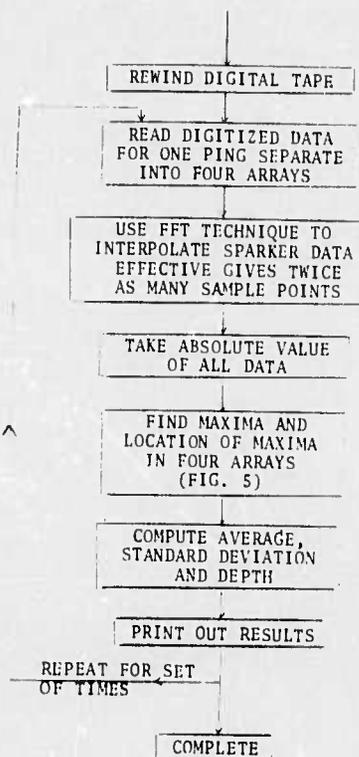 REWIND DIGITAL TAPE
READ DIGITIZED DATA
FOR ONE PING SEPARATE
INTO FOUR ARRAYS
USE FFT TECHNIQUE TO
INTERPOLATE SPARKER DATA
EFFECTIVE GIVES TWICE
AS MANY SAMPLE POINTS
TAKE ABSOLUTE VALUE
OF ALL DATA
FIND MAXIMA AND
LOCATION OF MAXIMA
IN FOUR ARRAYS
(FIG. 5)
COMPUTE AVERAGE,
STANDARD DEVIATION
AND DEPTH
PRINT OUT RESULTS
REPEAT FOR SET
OF TIMES
COMPLETE